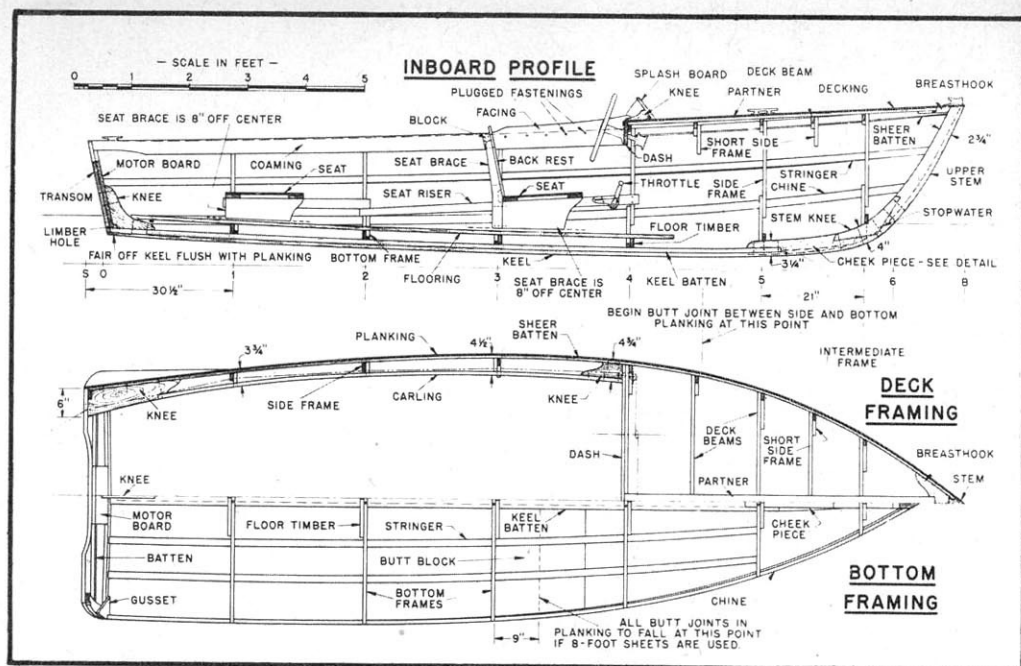 — SCALE IN FEET —
0 1 2 3 4 5
INBOARD PROFILE
SPLASH BOARD
DECK BEAM
BREASTHOOK
PLUGGED FASTENINGS
KNEE
PARTNER
DECKING
FACING
SEAT BRACE IS 8" OFF CENTER
BLOCK
SHEER
BATTEN
MOTOR BOARD
COAMING
SEAT BRACE
BACK REST
DASH
SHORT SIDE
FRAME
2¾"
SEAT
STRINGER
TRANSOM
KNEE
SEAT RISER
SEAT
THROTTLE
SIDE
FRAME
CHINE
UPPER
STEM
STEM KNEE
STOPWATER
LIMBER
HOLE
FLOOR TIMBER
4"
FAIR OFF KEEL FLUSH WITH PLANKING
BOTTOM FRAME
KEEL
3¼"
CHEEK PIECE-SEE DETAIL
S 0 1 2 3 4 5 6 8
FLOORING
SEAT BRACE IS
8" OFF CENTER
KEEL BATTEN
30½"
21"
BEGIN BUTT JOINT BETWEEN SIDE AND BOTTOM
PLANKING AT THIS POINT
PLANKING
SHEER
BATTEN
3¾"
4½"
4¾"
INTERMEDIATE
FRAME
6"
KNEE
SIDE FRAME
CARLING
KNEE
DECK
FRAMING
DECK
BEAMS
SHORT
SIDE
FRAME
DASH
BREASTHOOK
KNEE
PARTNER
STEM
MOTOR
BOARD
FLOOR TIMBER
STRINGER
KEEL
BATTEN
CHEEK
PIECE
BATTEN
BUTT BLOCK
GUSSET
BOTTOM
FRAMES
CHINE
BOTTOM
FRAMING
9"
ALL BUTT JOINTS IN
PLANKING TO FALL AT THIS POINT
IF 8-FOOT SHEETS ARE USED.